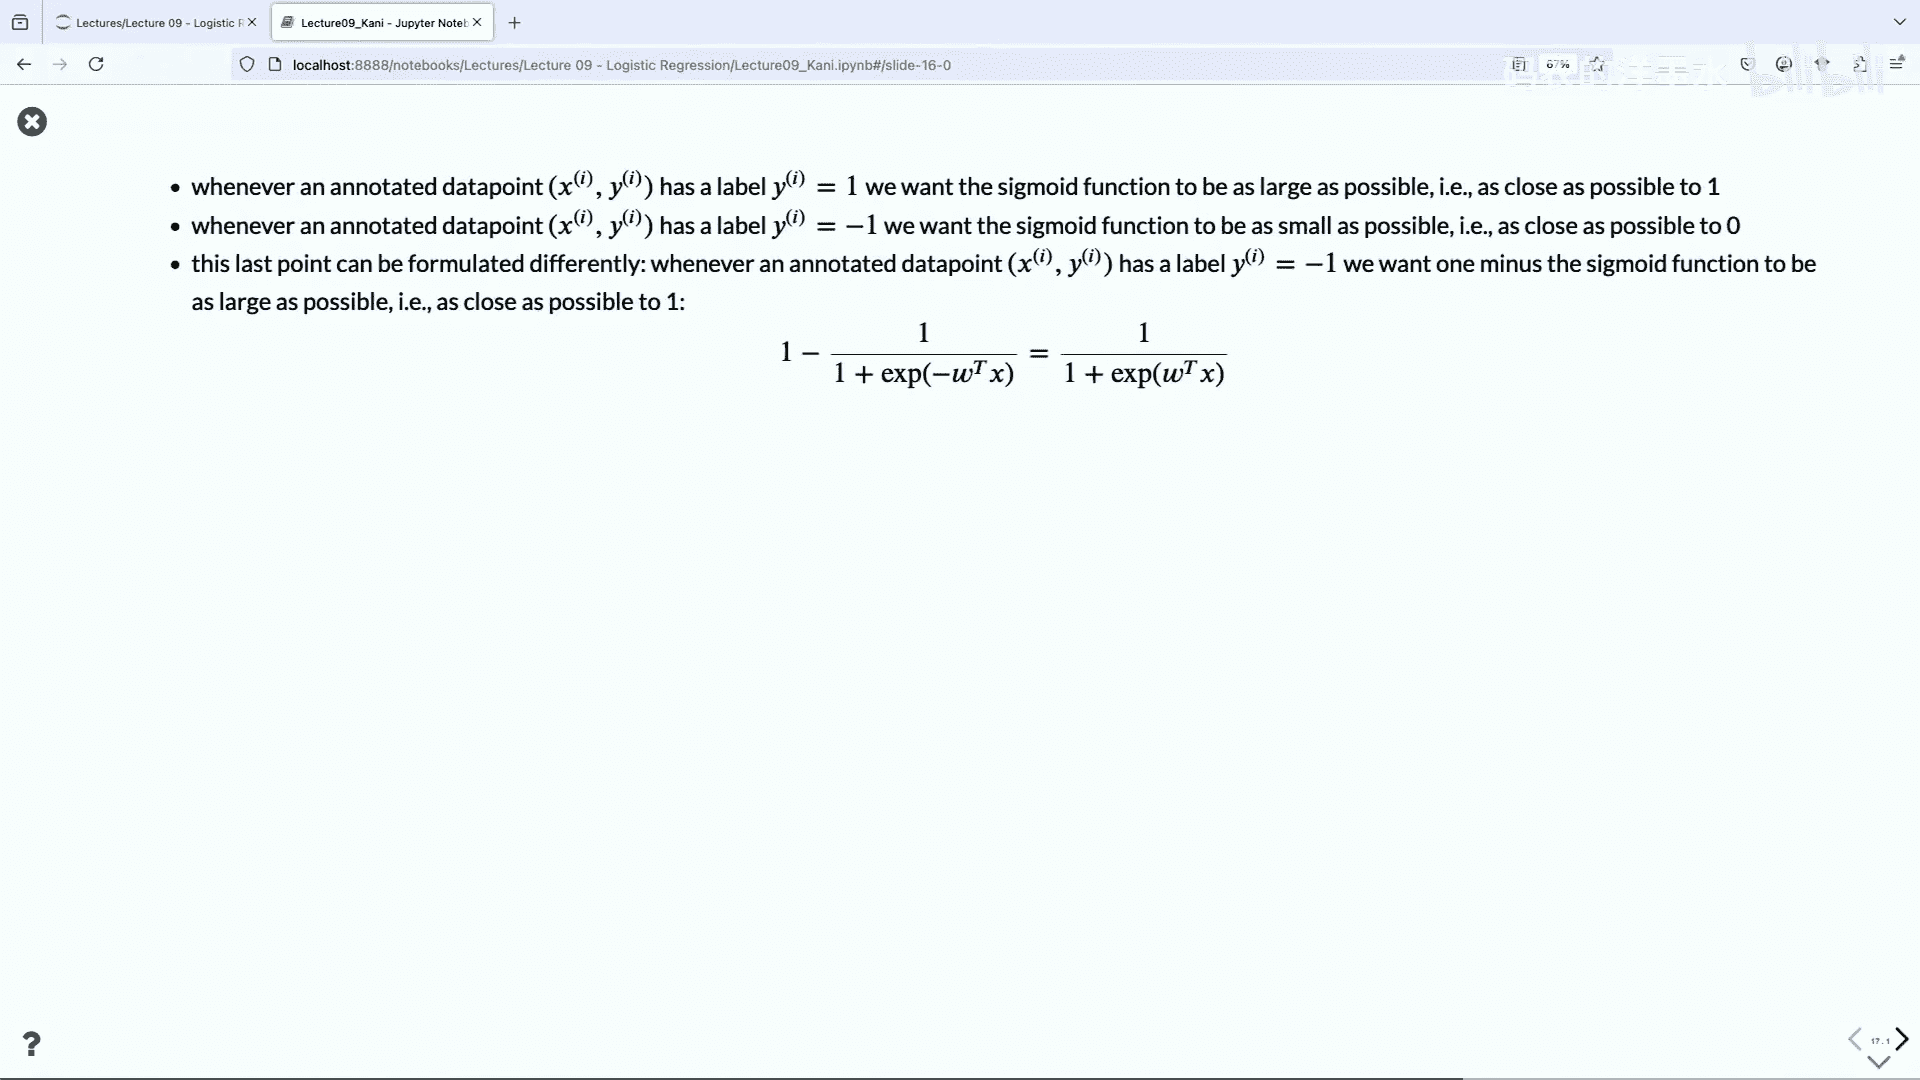 Lectures/Lecture 09 - Logistic R
Lecture09_Kani - Jupyter Noteb
localhost:8888/notebooks/Lectures/Lecture 09 - Logistic Regression/Lecture09_Kani.ipynb#/slide-16-0
67%
bilibili
• whenever an annotated datapoint (x^(i), y^(i)) has a label y^(i) = 1 we want the sigmoid function to be as large as possible, i.e., as close as possible to 1
• whenever an annotated datapoint (x^(i), y^(i)) has a label y^(i) = −1 we want the sigmoid function to be as small as possible, i.e., as close as possible to 0
• this last point can be formulated differently: whenever an annotated datapoint (x^(i), y^(i)) has a label y^(i) = −1 we want one minus the sigmoid function to be
as large as possible, i.e., as close as possible to 1:
1 − 1 / (1 + exp(−w^T x)) = 1 / (1 + exp(w^T x))
?
17.1